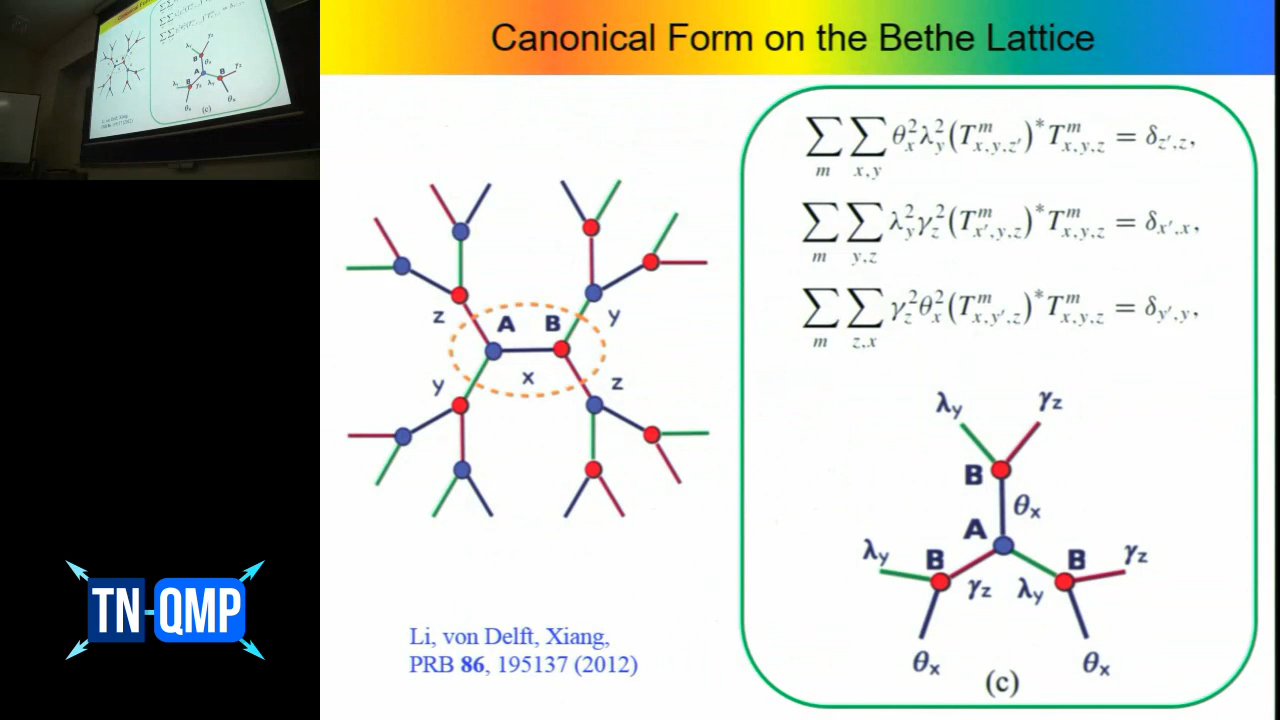 Canonical Form on the Bethe Lattice
∑_m ∑_{x,y} θ_x^2 λ_y^2 (T^m_{x,y,z'})^* T^m_{x,y,z} = δ_{z',z},
∑_m ∑_{y,z} λ_y^2 γ_z^2 (T^m_{x',y,z})^* T^m_{x,y,z} = δ_{x',x},
∑_m ∑_{z,x} γ_z^2 θ_x^2 (T^m_{x,y',z})^* T^m_{x,y,z} = δ_{y',y},
z A B y
x
y z
λ_y γ_z
B
θ_x
A
λ_y B B γ_z
γ_z λ_y
θ_x θ_x
(c)
Li, von Delft, Xiang,
PRB 86, 195137 (2012)
TN-QMP